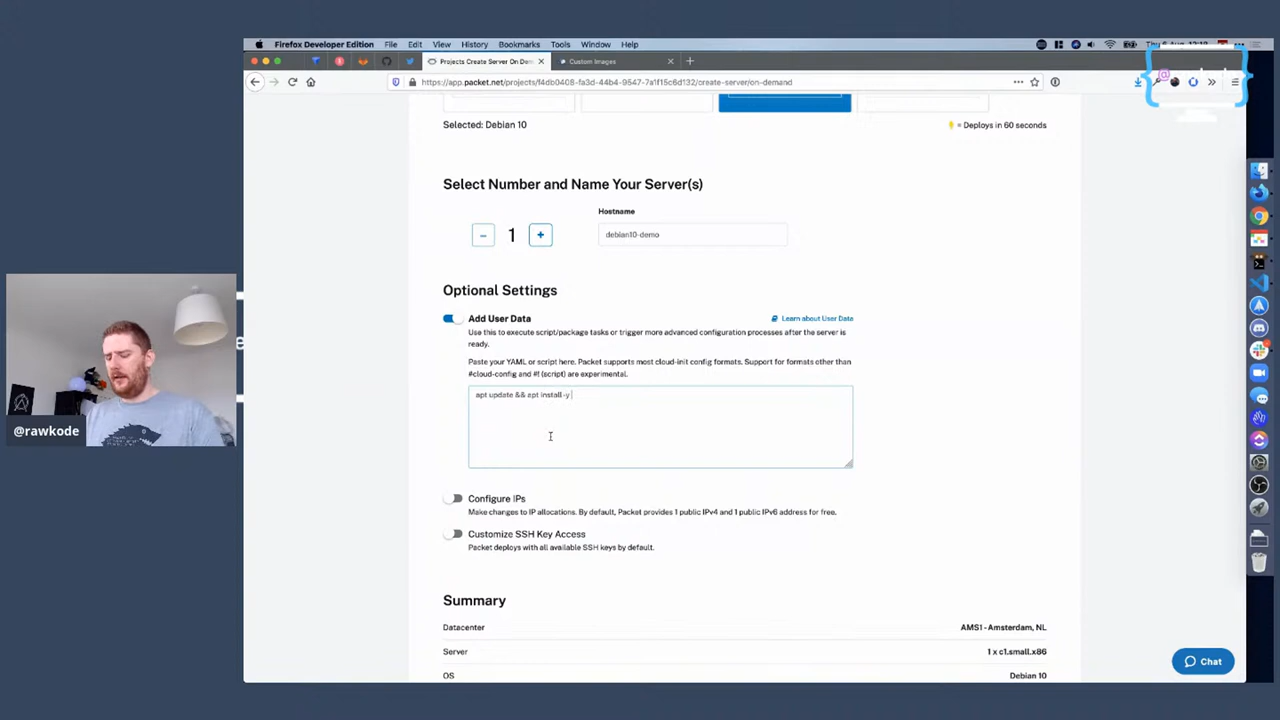 Firefox Developer Edition File Edit View History Bookmarks Tools Window Help
Projects Create Server On Dem
Custom Images
https://app.packet.net/projects/f4db0408-fa3d-44b4-9547-7a1f15c6d132/create-server/on-demand
Selected: Debian 10
= Deploys in 60 seconds
Select Number and Name Your Server(s)
Hostname
1
debian10-demo
Optional Settings
Add User Data
Learn about User Data
Use this to execute script/package tasks or trigger more advanced configuration processes after the server is
ready.
Paste your YAML or script here. Packet supports most cloud-init config formats. Support for formats other than
#cloud-config and #! (script) are experimental.
apt update && apt install -y
@rawkode
Configure IPs
Make changes to IP allocations. By default, Packet provides 1 public IPv4 and 1 public IPv6 address for free.
Customize SSH Key Access
Packet deploys with all available SSH keys by default.
Summary
Datacenter
AMS1 - Amsterdam, NL
Server
1 x c1.small.x86
OS
Debian 10
Chat